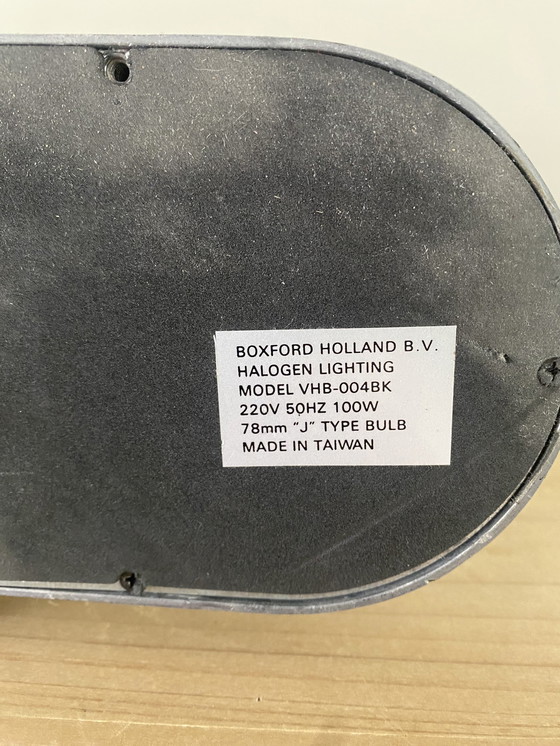 BOXFORD HOLLAND B.V.
HALOGEN LIGHTING
MODEL VHB-004BK
220V 50HZ 100W
78mm "J" TYPE BULB
MADE IN TAIWAN